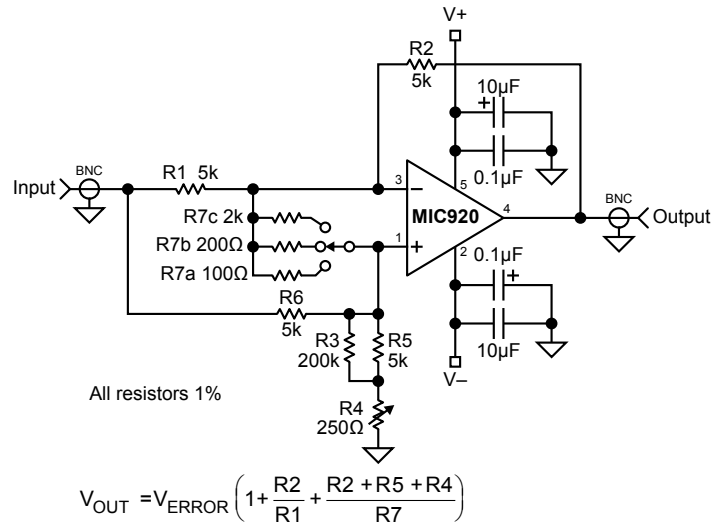 V+
R2
5k
10µF
+
0.1µF
BNC
R1 5k
Input
3
−
5
BNC
R7c 2k
MIC920
4
Output
R7b 200Ω
1
+
2
0.1µF
R7a 100Ω
+
R6
5k
R3
200k
R5
5k
10µF
V–
All resistors 1%
R4
250Ω
V_OUT = V_ERROR (1 + R2/R1 + (R2 + R5 + R4)/R7)